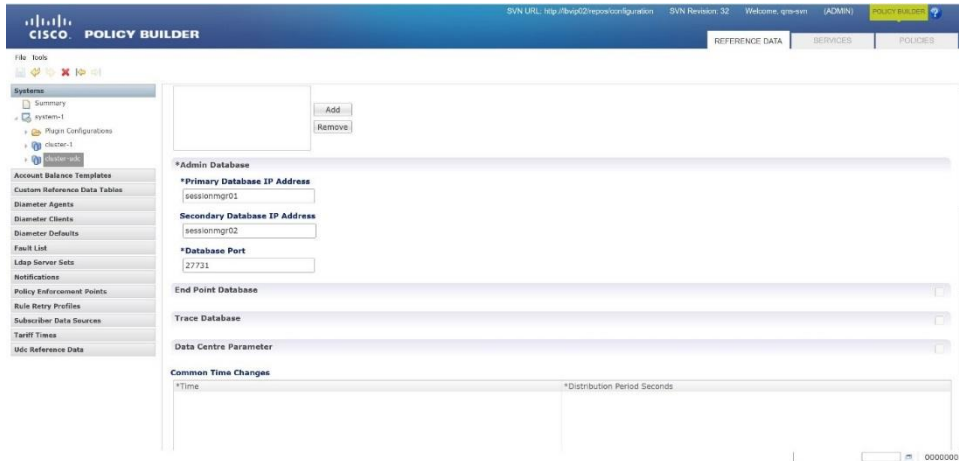 SVN URL: http://lbvip02/repos/configuration SVN Revision: 32 Welcome, qns-svn (ADMIN) POLICY BUILDER ?
CISCO. POLICY BUILDER
REFERENCE DATA SERVICES POLICIES
File Tools
Systems
Summary
system-1
Plugin Configurations
cluster-1
Account Balance Templates
Custom Reference Data Tables
Diameter Agents
Diameter Clients
Diameter Defaults
Fault List
Ldap Server Sets
Notifications
Policy Enforcement Points
Rule Retry Profiles
Subscriber Data Sources
Tariff Times
Udc Reference Data
Add
Remove
*Admin Database
*Primary Database IP Address
sessionmgr01
Secondary Database IP Address
sessionmgr02
*Database Port
27731
End Point Database
Trace Database
Data Centre Parameter
Common Time Changes
*Time *Distribution Period Seconds
0000000